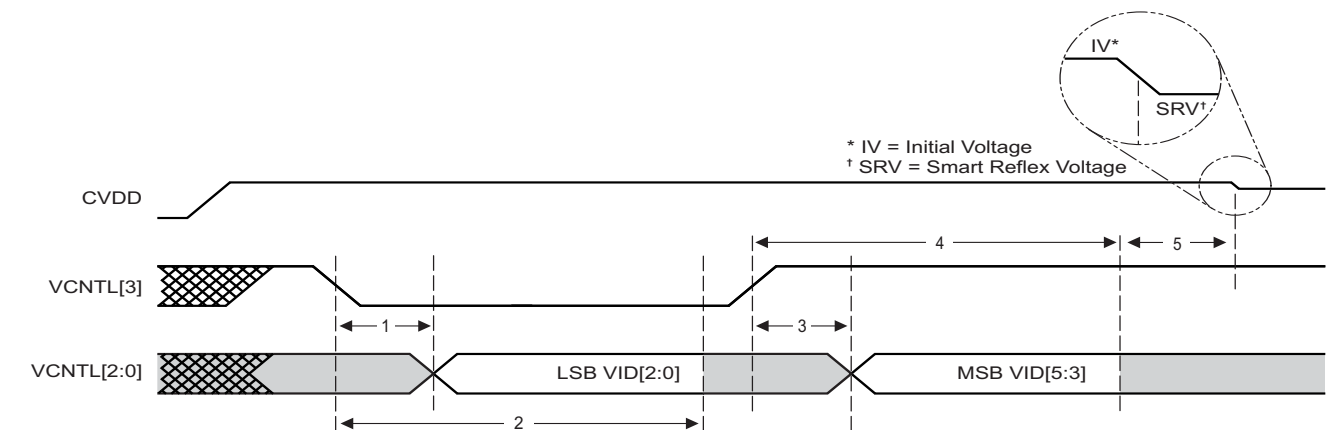 IV*
SRV†
* IV = Initial Voltage
† SRV = Smart Reflex Voltage
CVDD
4
5
VCNTL[3]
1
3
VCNTL[2:0]
LSB VID[2:0]
MSB VID[5:3]
2